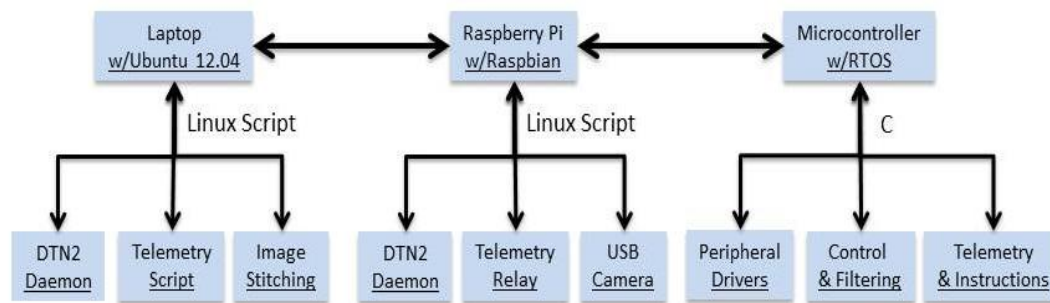 Laptop
w/Ubuntu 12.04
Raspberry Pi
w/Raspbian
Microcontroller
w/RTOS
Linux Script
Linux Script
C
DTN2
Daemon
Telemetry
Script
Image
Stitching
DTN2
Daemon
Telemetry
Relay
USB
Camera
Peripheral
Drivers
Control
& Filtering
Telemetry
& Instructions